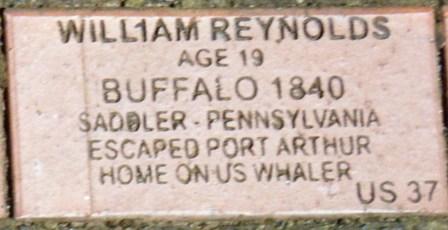 WILL1AM REYNOLDS
AGE 19
BUFFALO 1840
SADDLER - PENNSYLVANIA
ESCAPED PORT ARTHUR
HOME ON US WHALER
US 37